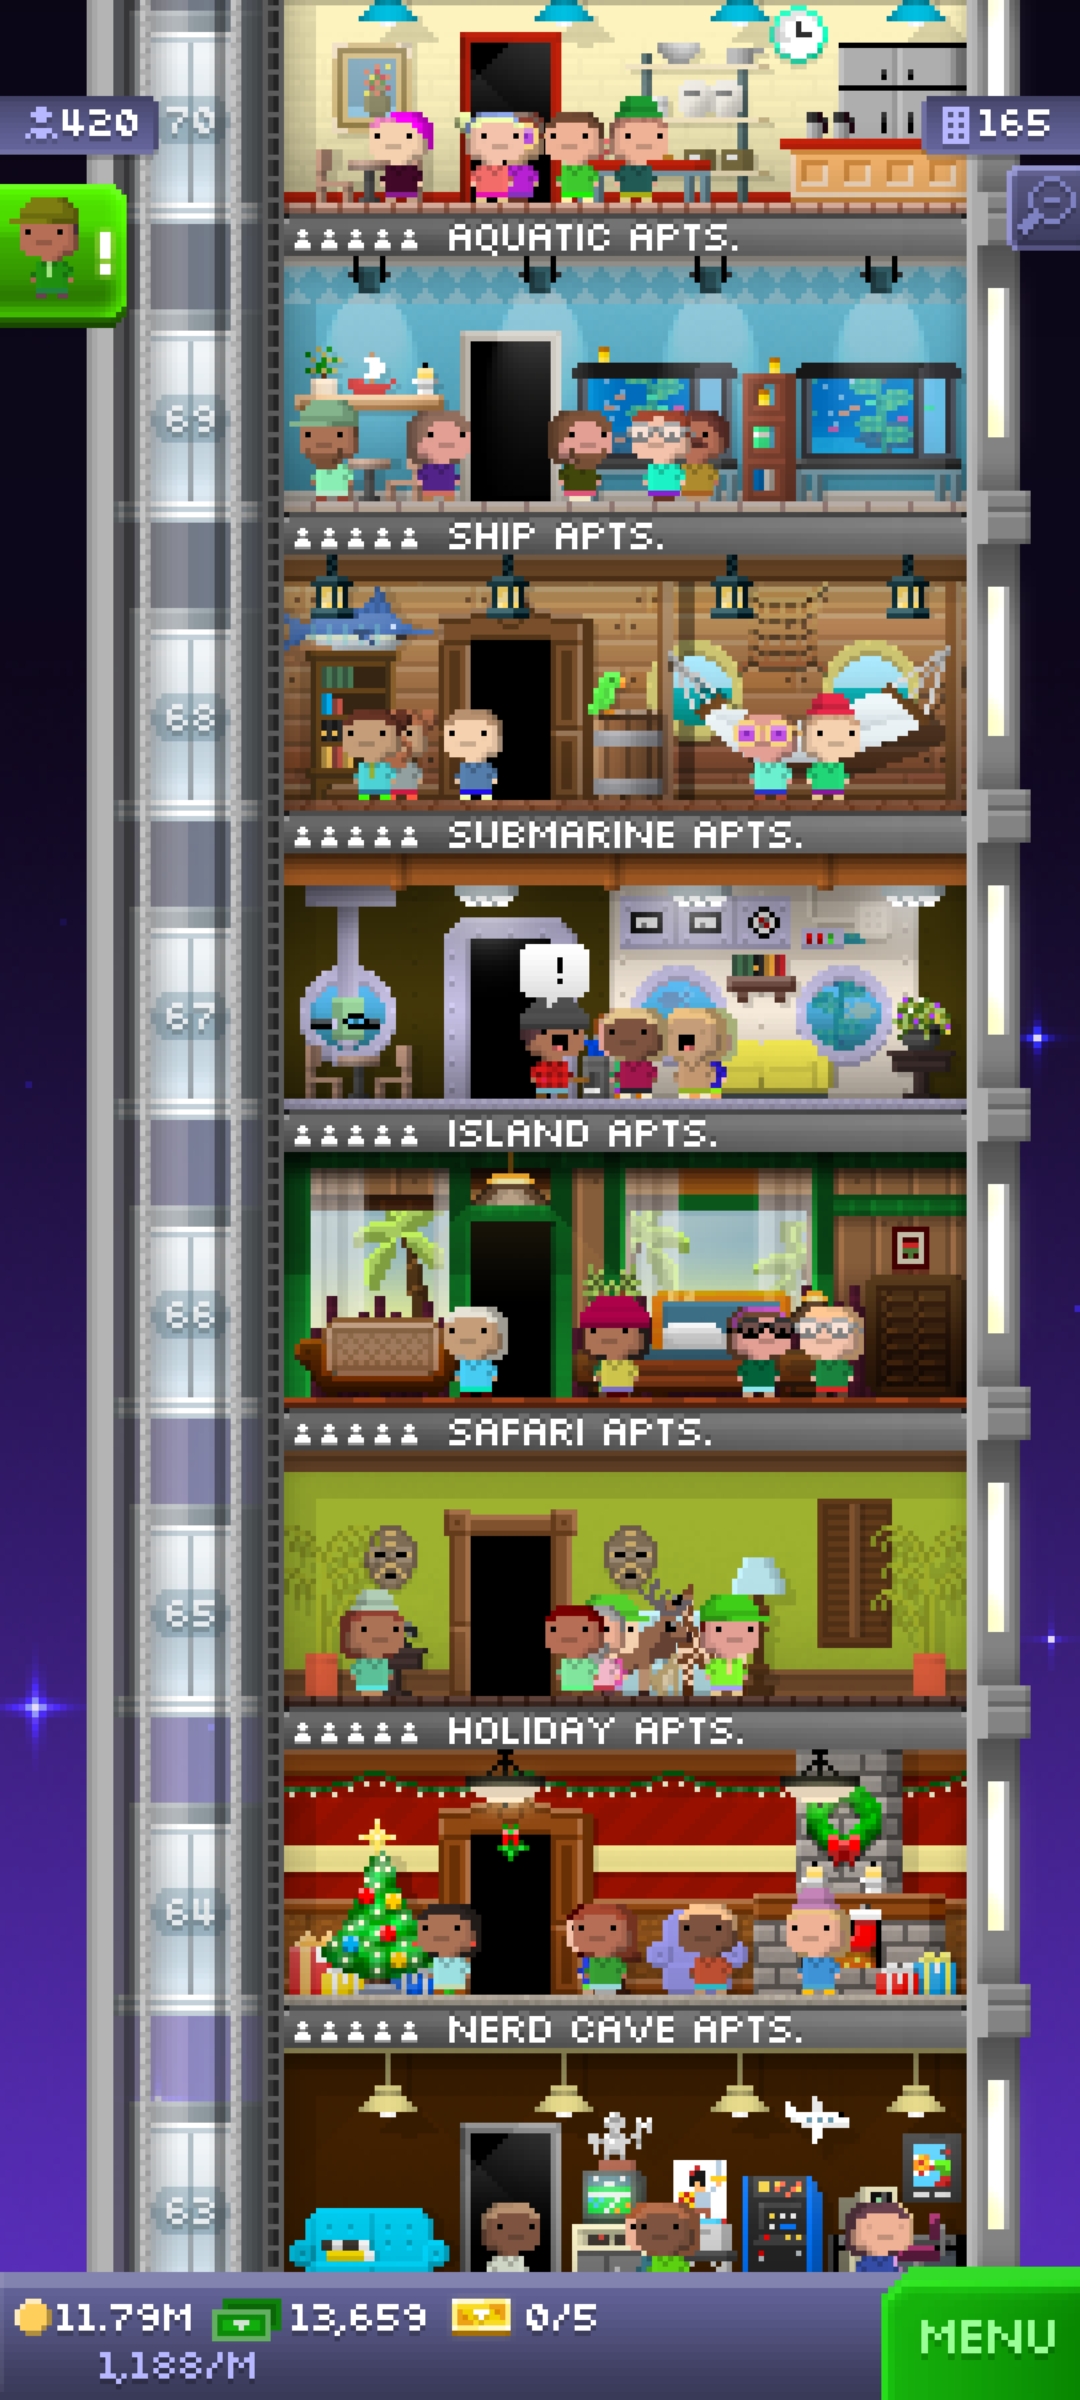 420
70
165
!
AQUATIC APTS.
69
SHIP APTS.
68
SUBMARINE APTS.
67
!
ISLAND APTS.
66
SAFARI APTS.
65
HOLIDAY APTS.
64
NERD CAVE APTS.
63
11.79M 13,659 0/5
1,188/M
MENU